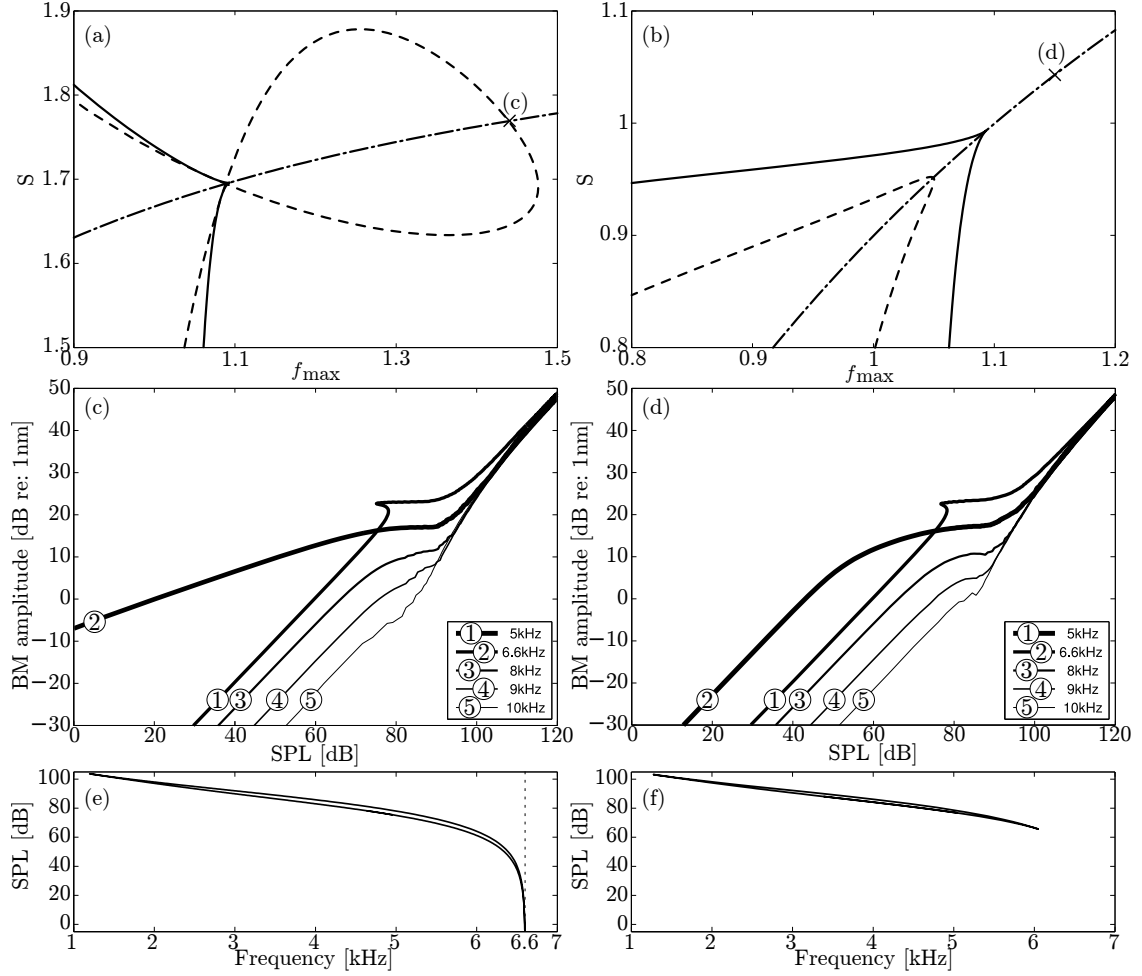 (a)
(c)
S
1.9
1.8
1.7
1.6
1.5
0.9
1.1
1.3
1.5
f_max
(b)
(d)
S
1.1
1
0.9
0.8
0.8
0.9
1
1.1
1.2
f_max
(c)
BM amplitude [dB re: 1nm]
50
40
30
20
10
0
−10
−20
−30
②
① ③ ④ ⑤
① 5kHz
② 6.6kHz
③ 8kHz
④ 9kHz
⑤ 10kHz
0 20 40 60 80 100 120
SPL [dB]
(d)
BM amplitude [dB re: 1nm]
50
40
30
20
10
0
−10
−20
−30
② ① ③ ④ ⑤
① 5kHz
② 6.6kHz
③ 8kHz
④ 9kHz
⑤ 10kHz
0 20 40 60 80 100 120
SPL [dB]
(e)
SPL [dB]
100
80
60
40
20
0
1 2 3 4 5 6 6.6 7
Frequency [kHz]
(f)
SPL [dB]
100
80
60
40
20
0
1 2 3 4 5 6 7
Frequency [kHz]